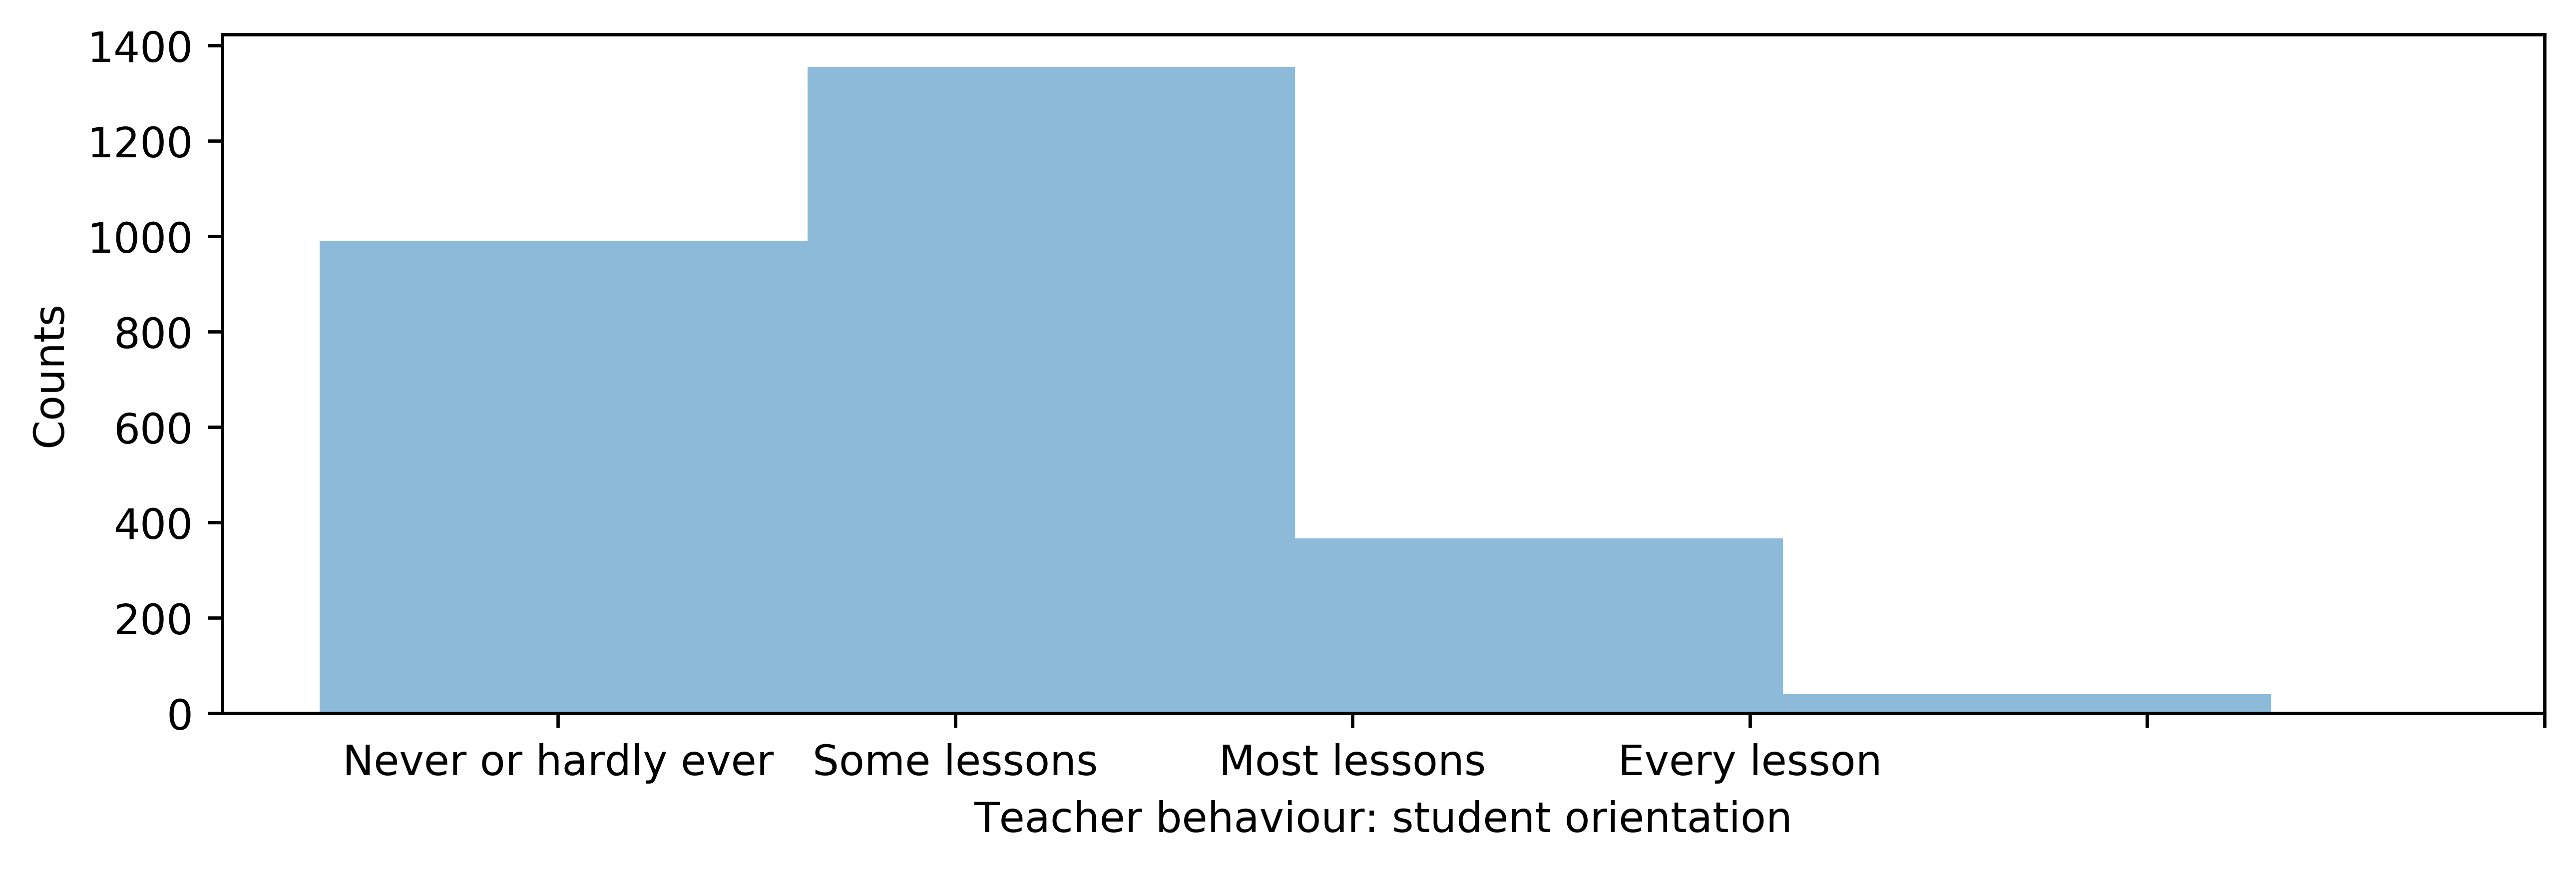 1400
1200
1000
800
600
400
200
0
Counts
Never or hardly ever Some lessons Most lessons Every lesson
Teacher behaviour: student orientation